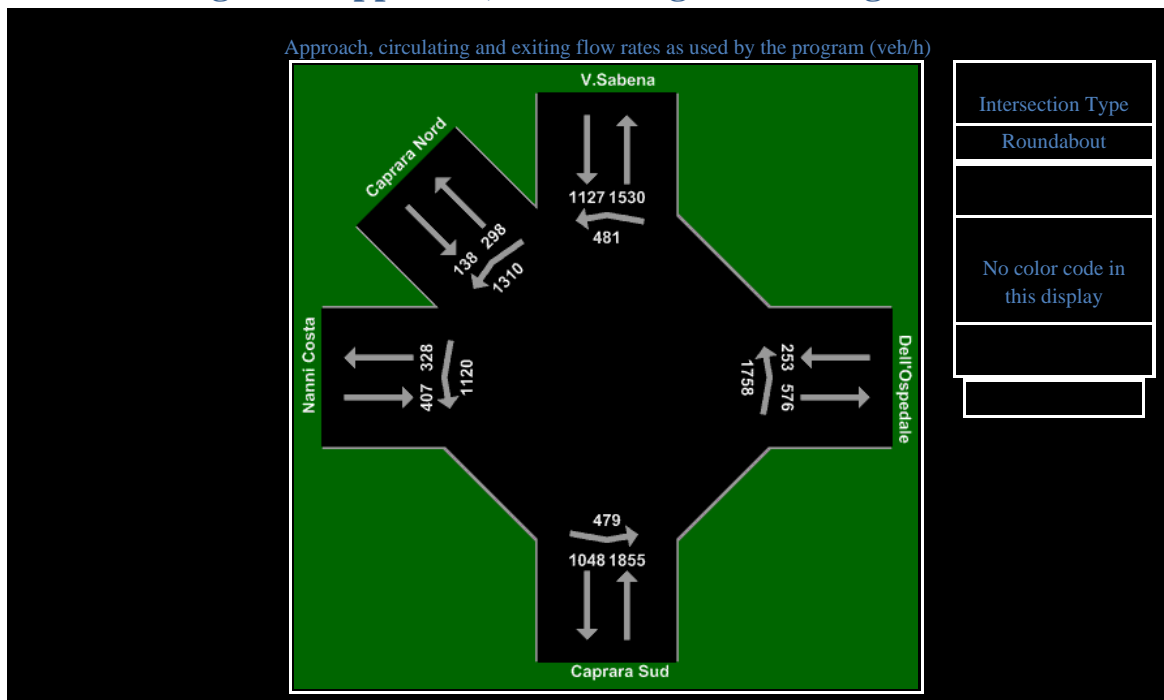 Approach, circulating and exiting flow rates as used by the program (veh/h)
V.Sabena
1127 1530
481
Caprara Nord
138 298
1310
Nanni Costa
328
407
1120
Dell'Ospedale
253
576
1758
479
1048 1855
Caprara Sud
Intersection Type
Roundabout
No color code in
this display